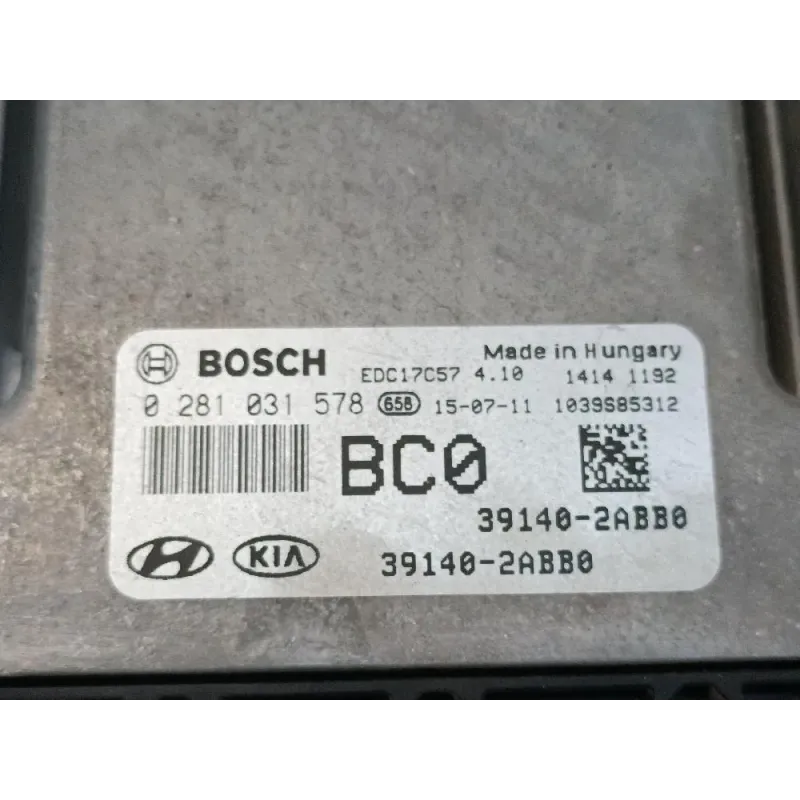 BOSCH EDC17C57 4.10 Made in Hungary 1414 1192
0 281 031 578 658 15-07-11 1039S85312
BC0
39140-2ABB0
KIA 39140-2ABB0